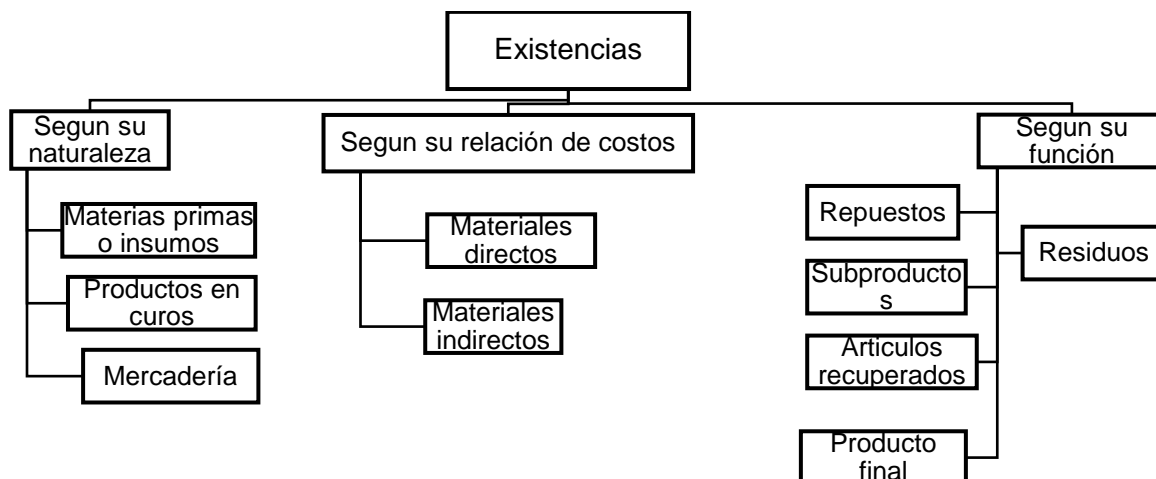 Existencias
Segun su
naturaleza
Materias primas
o insumos
Productos en
curos
Mercadería
Segun su relación de costos
Materiales
directos
Materiales
indirectos
Segun su
función
Repuestos
Residuos
Subproducto
s
Articulos
recuperados
Producto
final